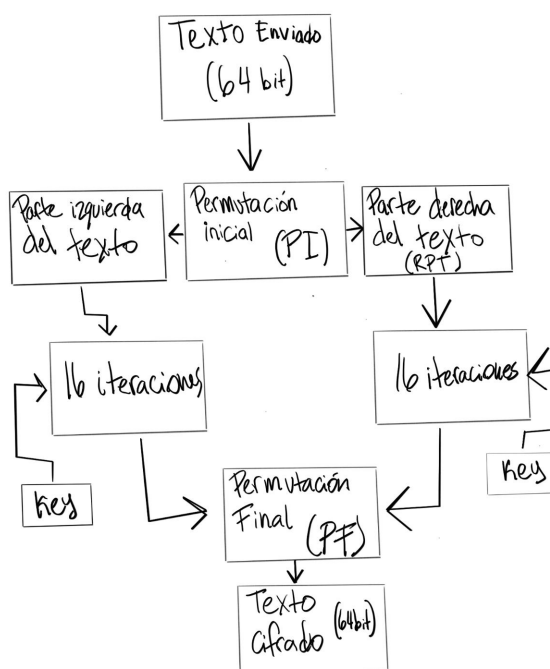 Texto Enviado
(64 bit)
Parte izquierda
del texto
Permutación
inicial
(PI)
Parte derecha
del texto
(RPT)
16 iteraciones
16 iteraciones
Key
Key
Permutación
Final
(PF)
Texto
Cifrado (64bit)